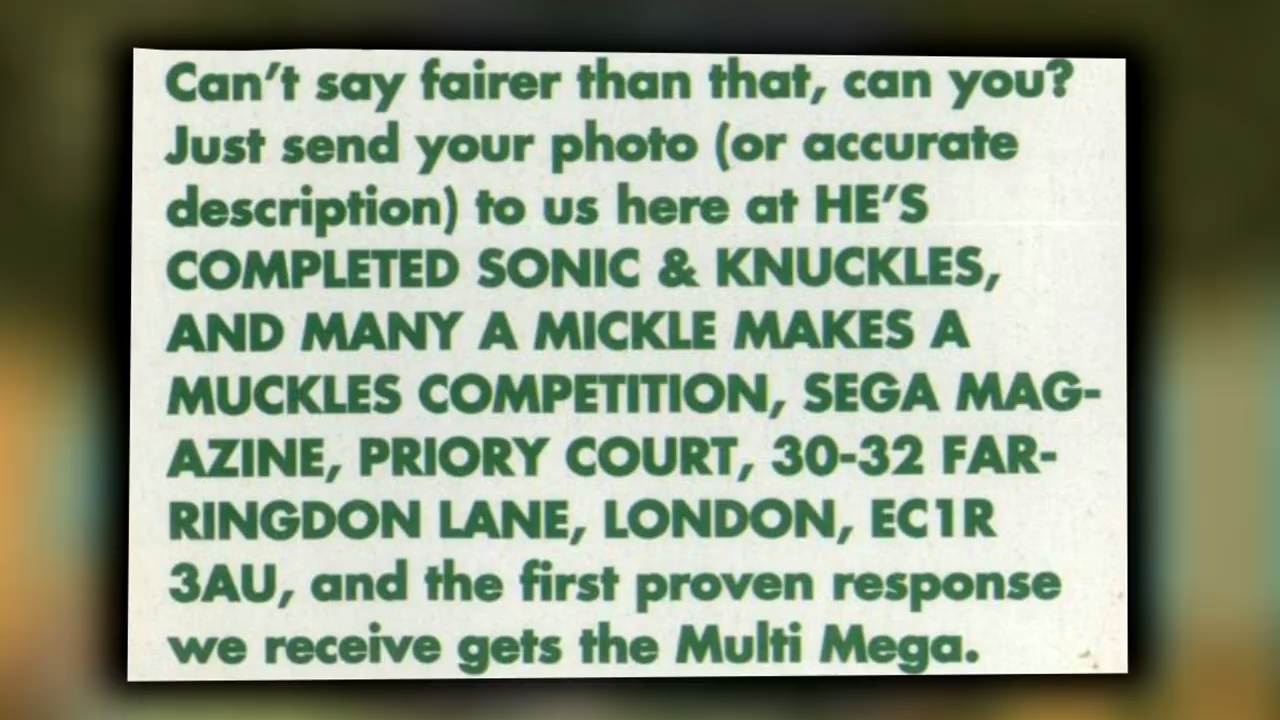 Can't say fairer than that, can you?
Just send your photo (or accurate
description) to us here at HE'S
COMPLETED SONIC & KNUCKLES,
AND MANY A MICKLE MAKES A
MUCKLES COMPETITION, SEGA MAG-
AZINE, PRIORY COURT, 30-32 FAR-
RINGDON LANE, LONDON, EC1R
3AU, and the first proven response
we receive gets the Multi Mega.